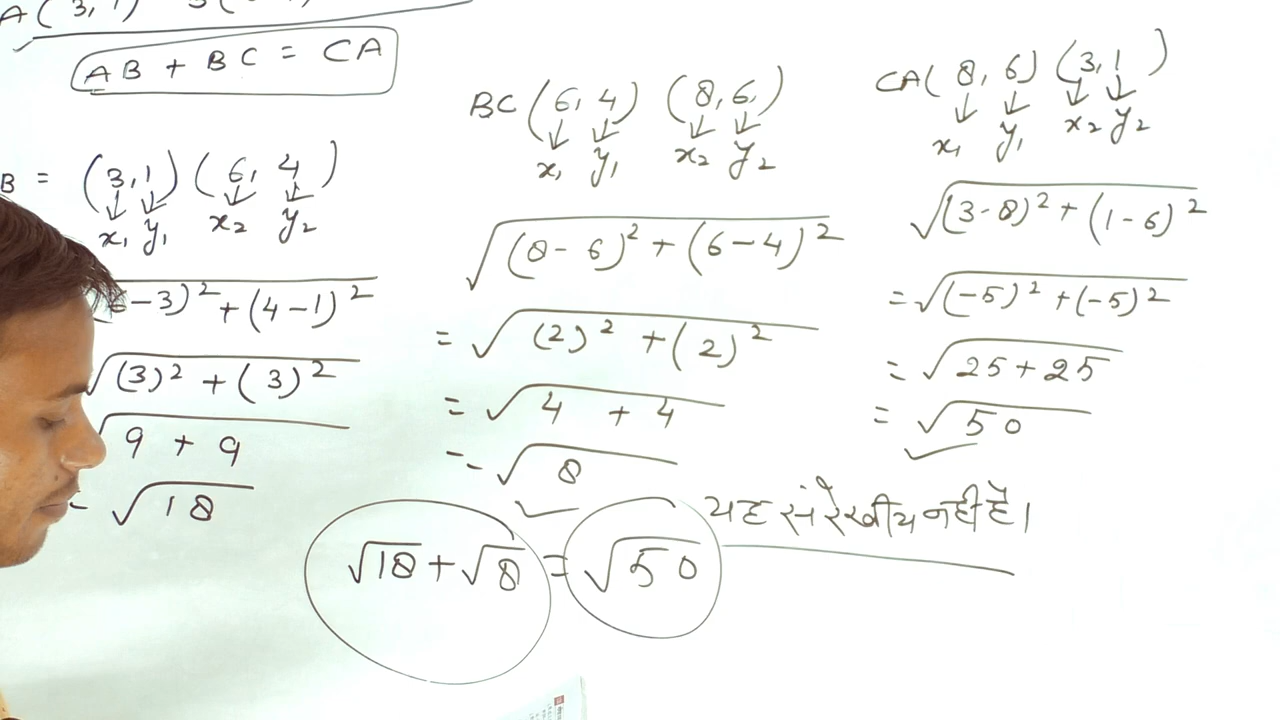 A(3,1)
AB + BC = CA
B = (3,1) (6,4)
x₁ y₁ x₂ y₂
6-3)² + (4-1)²
√(3)² + (3)²
√9 + 9
= √18
BC (6,4) (8,6)
x₁ y₁ x₂ y₂
√(8-6)² + (6-4)²
= √(2)² + (2)²
= √4 + 4
= √8
CA(8,6) (3,1)
x₁ y₁ x₂ y₂
√(3-8)² + (1-6)²
= √(-5)² + (-5)²
= √25 + 25
= √50
√18 + √8 = √50
यह संरेखीय नही है।